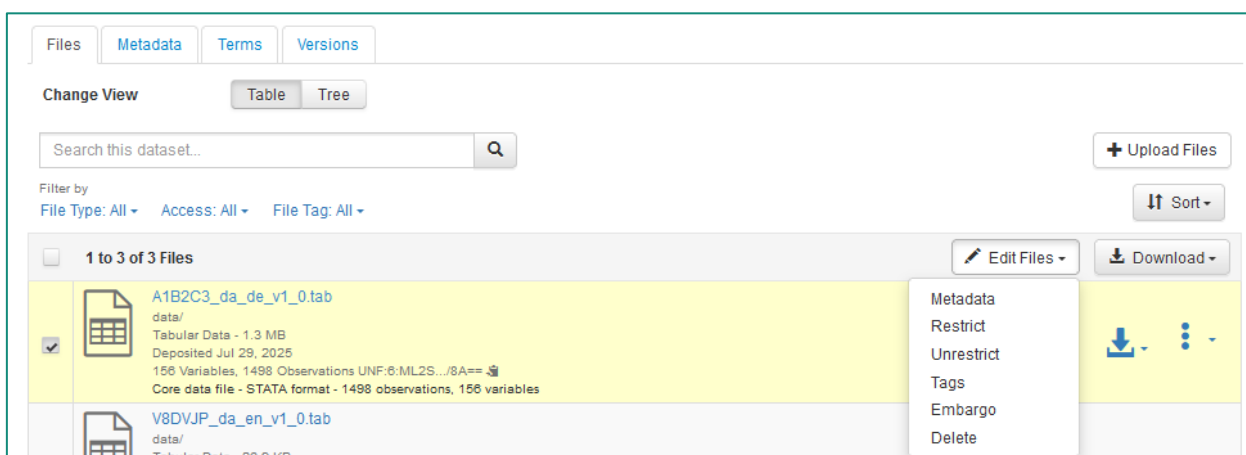 Files Metadata Terms Versions
Change View Table Tree
Search this dataset...
+ Upload Files
Filter by
File Type: All Access: All File Tag: All
Sort
1 to 3 of 3 Files
Edit Files
Download
A1B2C3_da_de_v1_0.tab
data/
Tabular Data - 1.3 MB
Deposited Jul 29, 2025
156 Variables, 1498 Observations UNF:6:ML2S.../8A==
Core data file - STATA format - 1498 observations, 156 variables
Metadata
Restrict
Unrestrict
Tags
Embargo
Delete
V8DVJP_da_en_v1_0.tab
data/